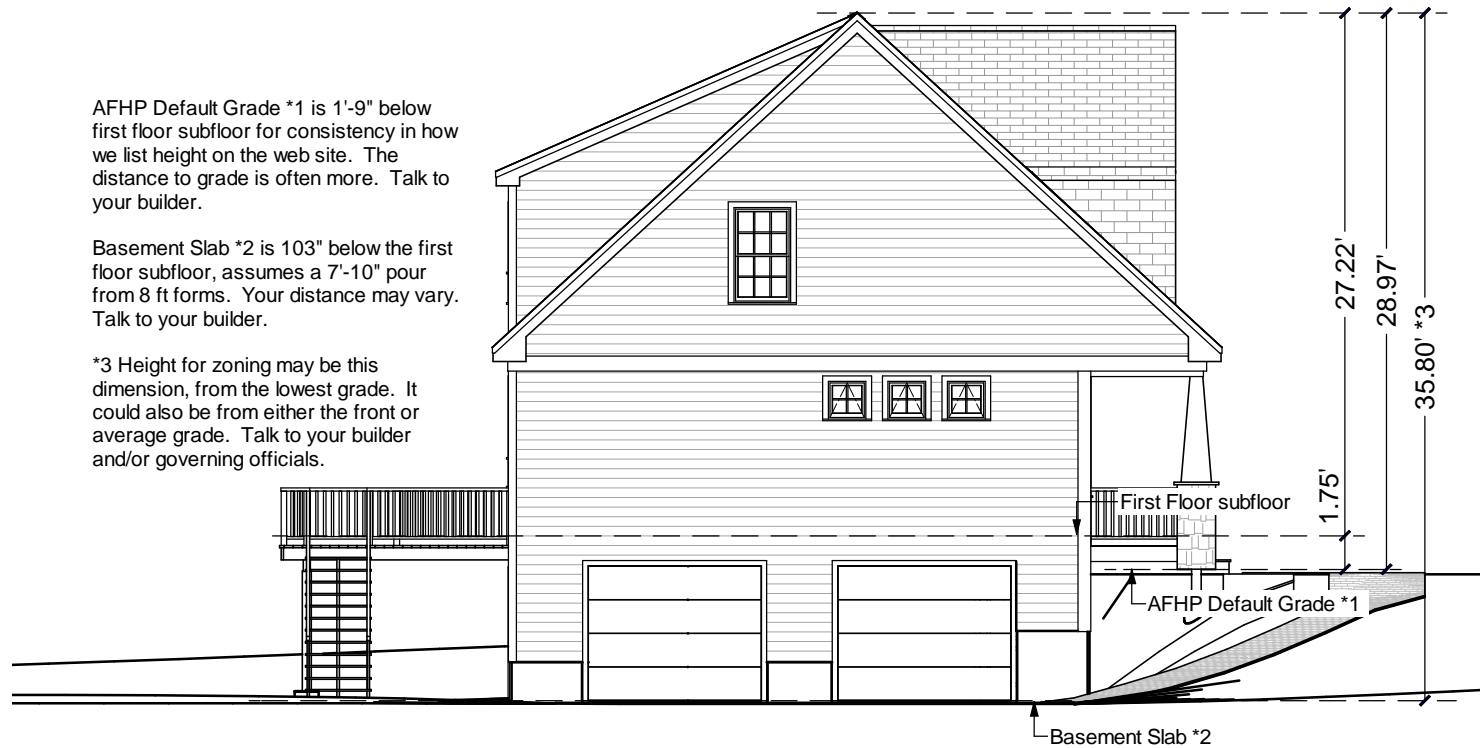 AFHP Default Grade *1 is 1'-9" below
first floor subfloor for consistency in how
we list height on the web site.  The
distance to grade is often more.  Talk to
your builder.
Basement Slab *2 is 103" below the first
floor subfloor, assumes a 7'-10" pour
from 8 ft forms.  Your distance may vary.
Talk to your builder.
*3 Height for zoning may be this
dimension, from the lowest grade.  It
could also be from either the front or
average grade.  Talk to your builder
and/or governing officials.
27.22'
28.97'
35.80' *3
1.75'
First Floor subfloor
AFHP Default Grade *1
Basement Slab *2